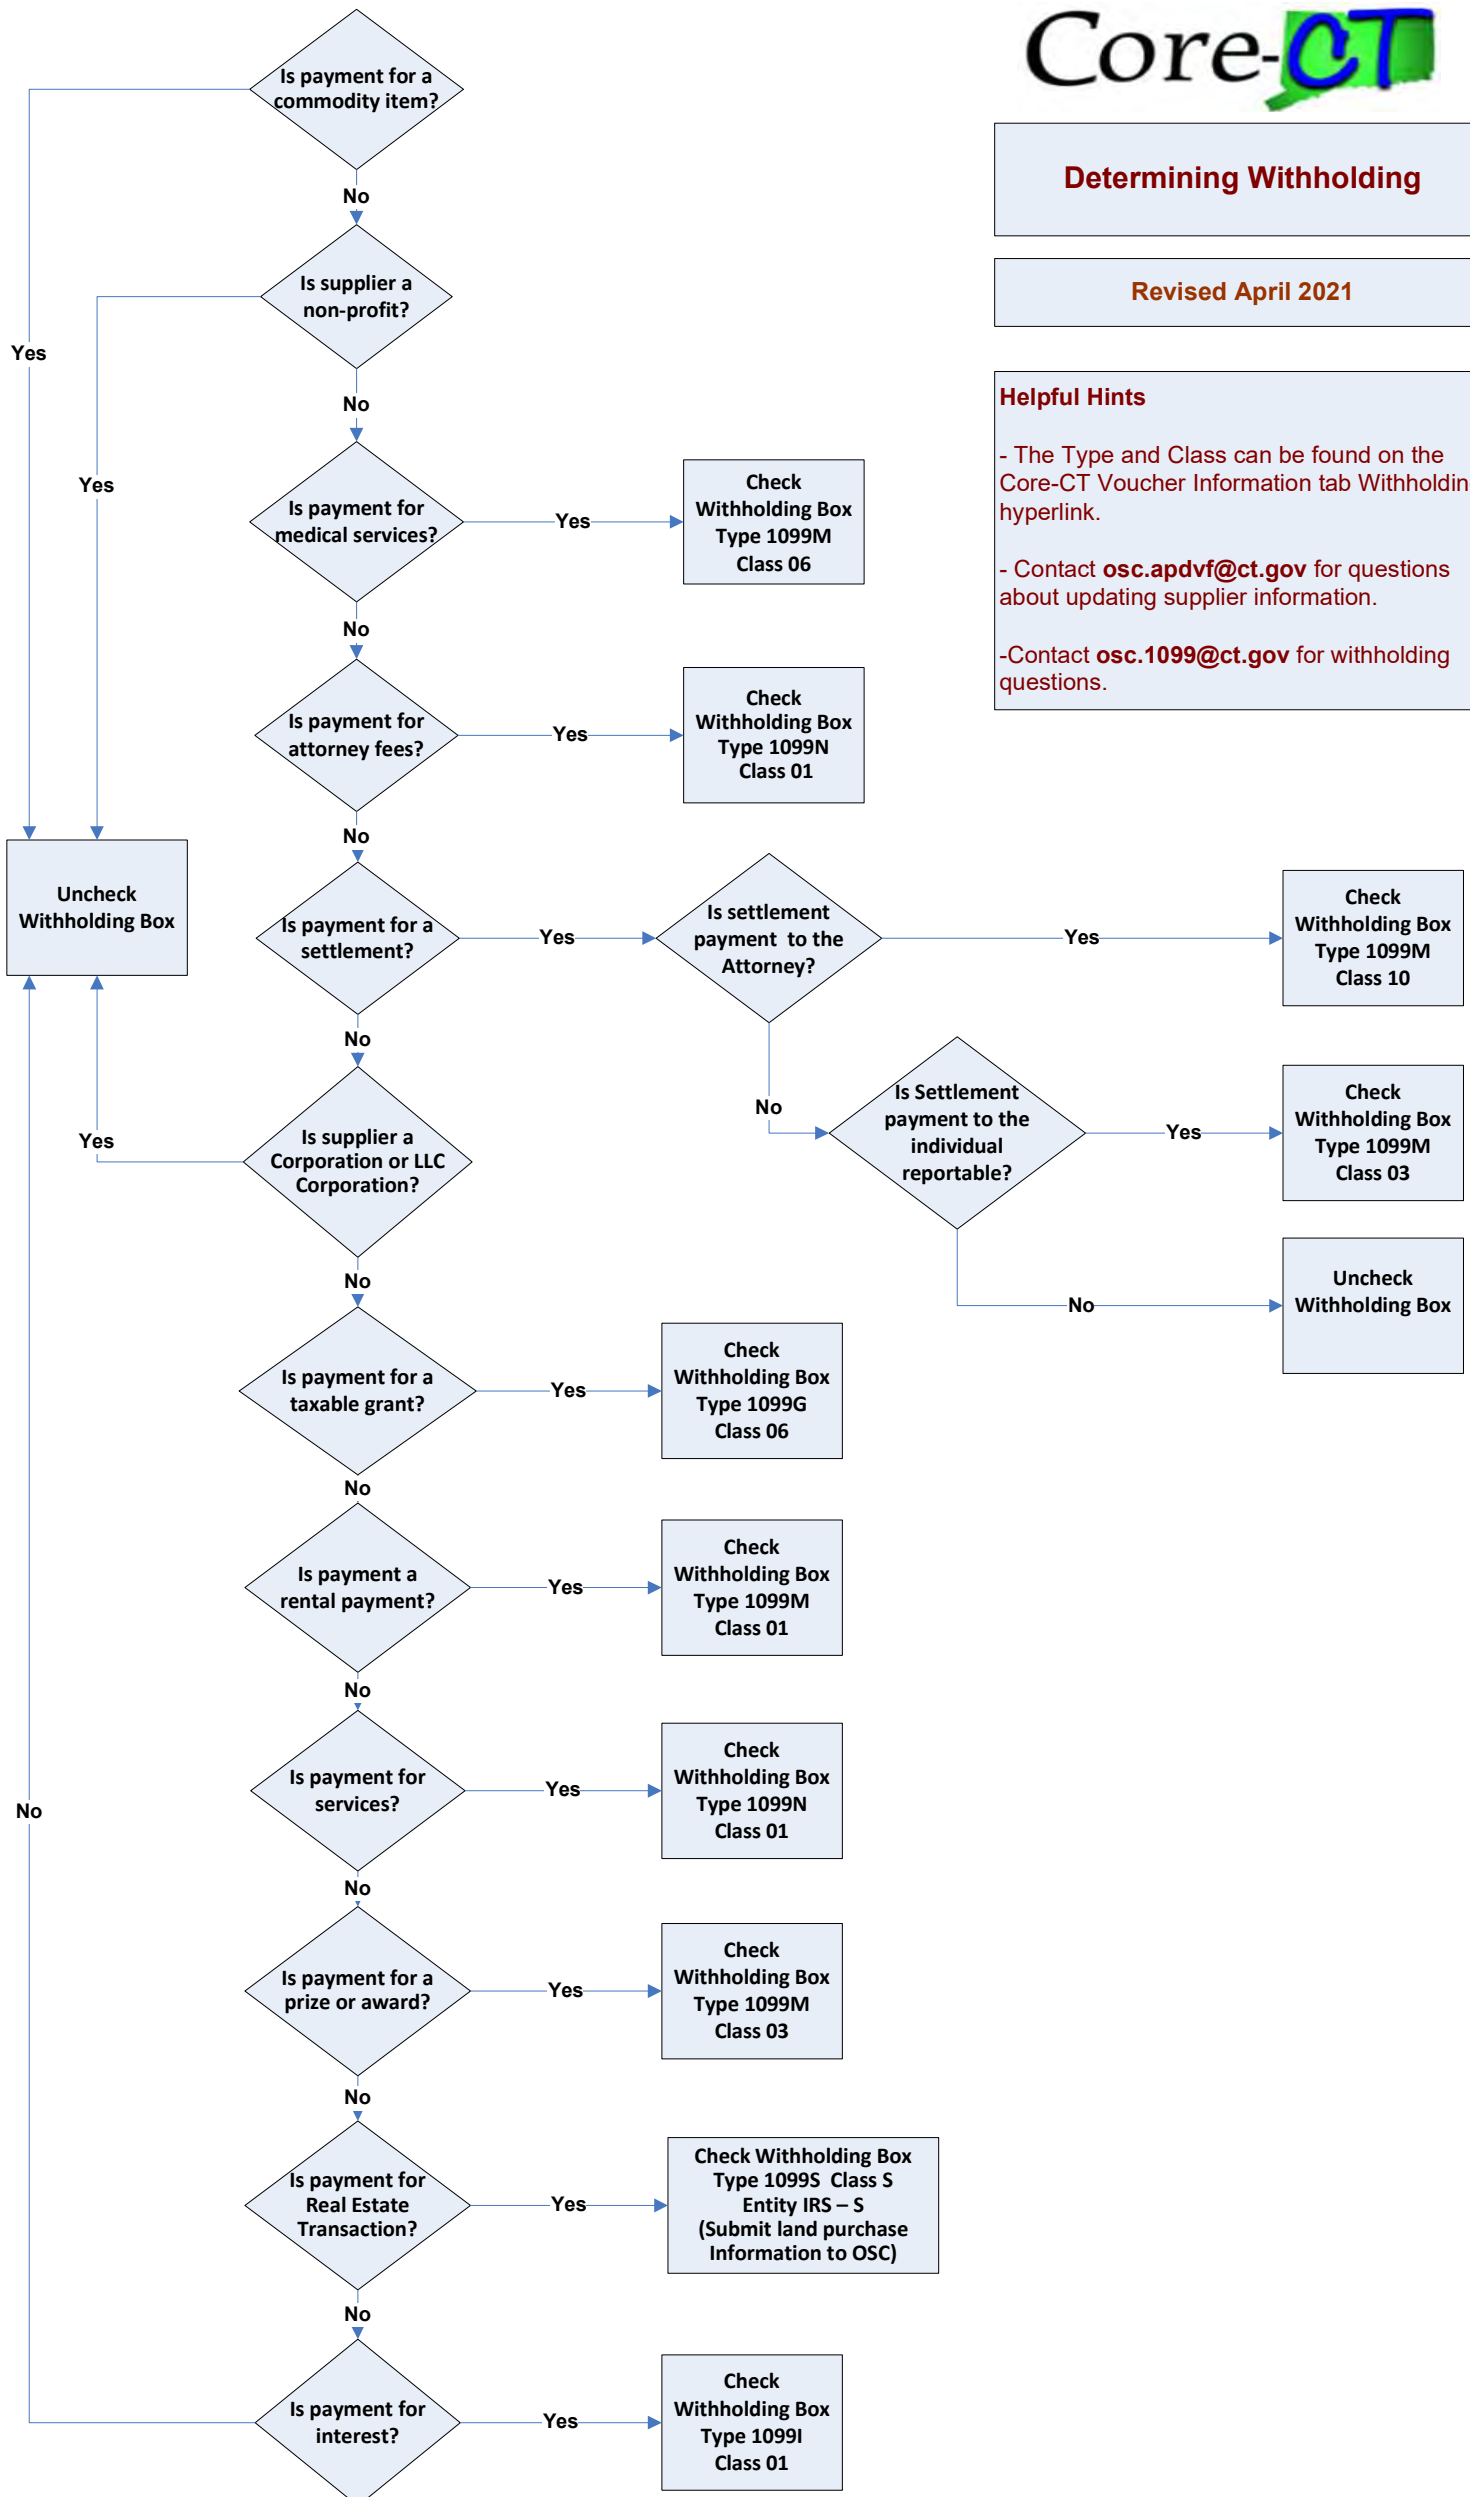 Core-CT
Determining Withholding
Revised April 2021
Helpful Hints
- The Type and Class can be found on the
Core-CT Voucher Information tab Withholdin
hyperlink.
- Contact osc.apdvf@ct.gov for questions
about updating supplier information.
-Contact osc.1099@ct.gov for withholding
questions.
Is payment for a
commodity item?
Yes
No
Is supplier a
non-profit?
Yes
No
Is payment for
medical services?
Yes
Check
Withholding Box
Type 1099M
Class 06
No
Is payment for
attorney fees?
Yes
Check
Withholding Box
Type 1099N
Class 01
No
Uncheck
Withholding Box
Is payment for a
settlement?
Yes
Is settlement
payment to the
Attorney?
Yes
Check
Withholding Box
Type 1099M
Class 10
No
Is Settlement
payment to the
individual
reportable?
Yes
Check
Withholding Box
Type 1099M
Class 03
No
Uncheck
Withholding Box
No
Is supplier a
Corporation or LLC
Corporation?
Yes
No
Is payment for a
taxable grant?
Yes
Check
Withholding Box
Type 1099G
Class 06
No
Is payment a
rental payment?
Yes
Check
Withholding Box
Type 1099M
Class 01
No
Is payment for
services?
Yes
Check
Withholding Box
Type 1099N
Class 01
No
Is payment for a
prize or award?
Yes
Check
Withholding Box
Type 1099M
Class 03
No
Is payment for
Real Estate
Transaction?
Yes
Check Withholding Box
Type 1099S Class S
Entity IRS – S
(Submit land purchase
Information to OSC)
No
Is payment for
interest?
Yes
Check
Withholding Box
Type 1099I
Class 01
No